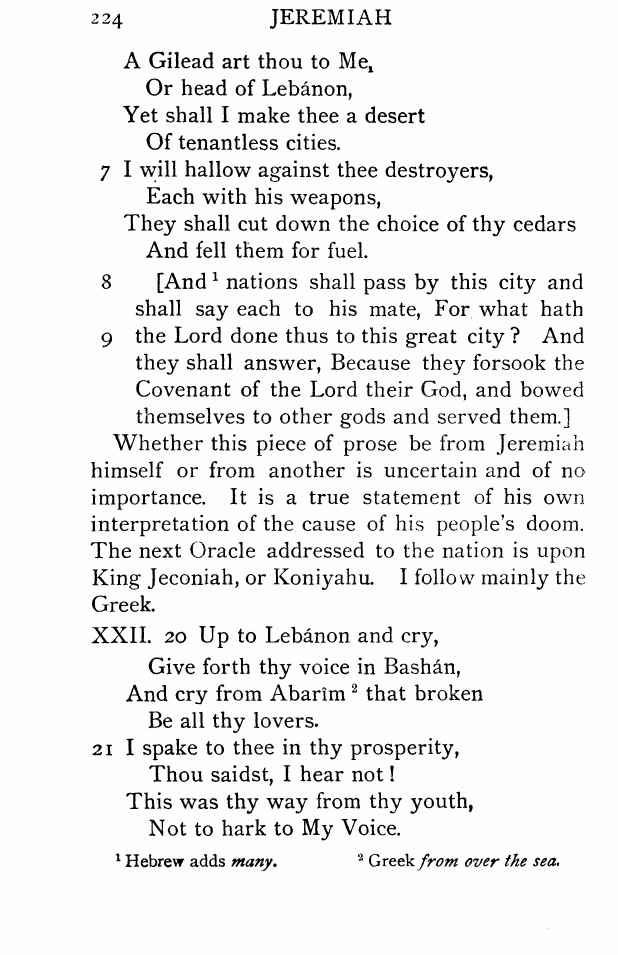 224 JEREMIAH
A Gilead art thou to Me,
Or head of Lebánon,
Yet shall I make thee a desert
Of tenantless cities.
7 I will hallow against thee destroyers,
Each with his weapons,
They shall cut down the choice of thy cedars
And fell them for fuel.
8 [And ¹ nations shall pass by this city and
shall say each to his mate, For what hath
9 the Lord done thus to this great city? And
they shall answer, Because they forsook the
Covenant of the Lord their God, and bowed
themselves to other gods and served them.]
Whether this piece of prose be from Jeremiah
himself or from another is uncertain and of no
importance. It is a true statement of his own
interpretation of the cause of his people's doom.
The next Oracle addressed to the nation is upon
King Jeconiah, or Koniyahu. I follow mainly the
Greek.
XXII. 20 Up to Lebánon and cry,
Give forth thy voice in Bashán,
And cry from Abarîm ² that broken
Be all thy lovers.
21 I spake to thee in thy prosperity,
Thou saidst, I hear not!
This was thy way from thy youth,
Not to hark to My Voice.
¹ Hebrew adds many. ² Greek from over the sea.